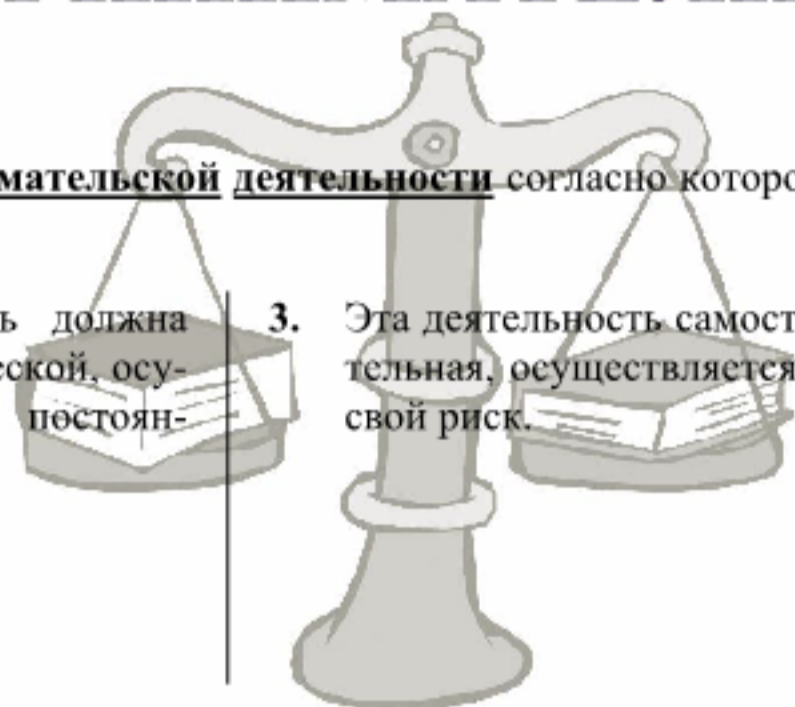 мательской деятельности согласно которо
ь должна
еской, осу-
постоян-
3. Эта деятельность самост
тельная, осуществляется
свой риск.